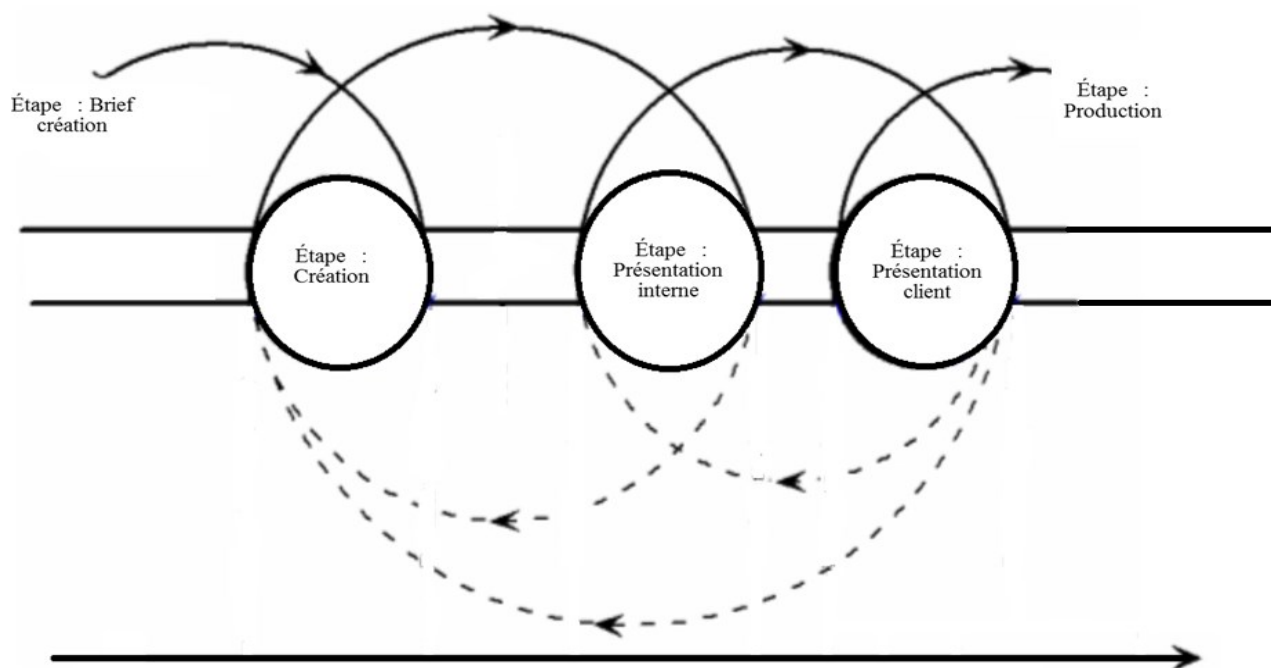 Étape : Brief
création
Étape :
Production
Étape :
Création
Étape :
Présentation
interne
Étape :
Présentation
client